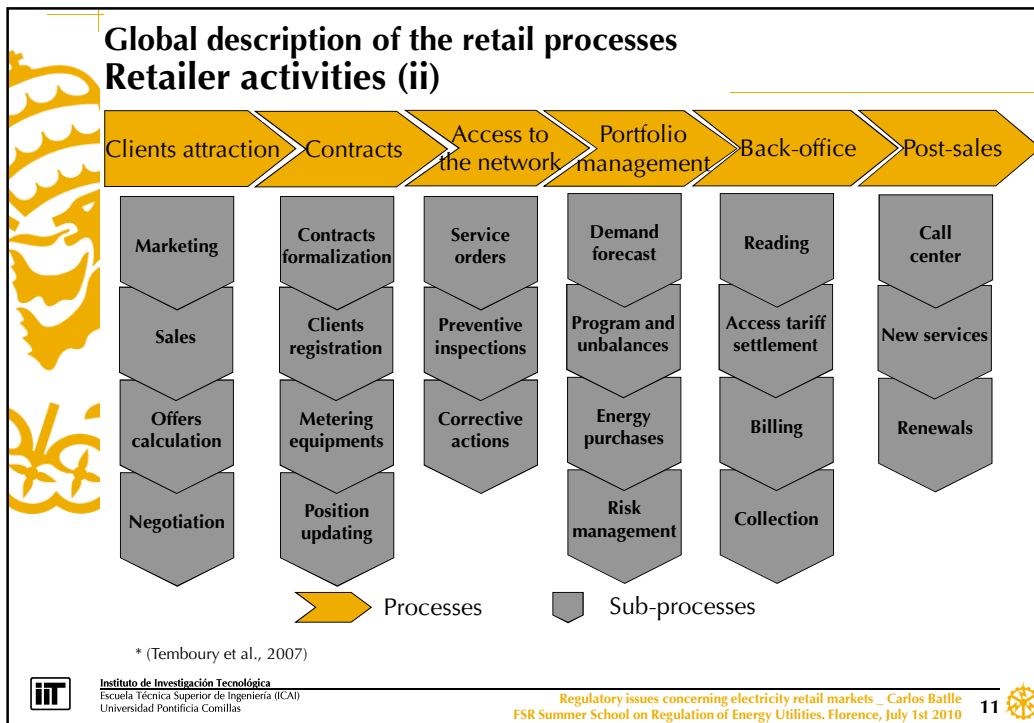 Global description of the retail processes
Retailer activities (ii)
Clients attraction
Contracts
Access to
the network
Portfolio
management
Back-office
Post-sales
Marketing
Sales
Offers
calculation
Negotiation
Contracts
formalization
Clients
registration
Metering
equipments
Position
updating
Service
orders
Preventive
inspections
Corrective
actions
Demand
forecast
Program and
unbalances
Energy
purchases
Risk
management
Reading
Access tariff
settlement
Billing
Collection
Call
center
New services
Renewals
Processes
Sub-processes
* (Temboury et al., 2007)
iiT
Instituto de Investigación Tecnológica
Escuela Técnica Superior de Ingeniería (ICAI)
Universidad Pontificia Comillas
Regulatory issues concerning electricity retail markets _ Carlos Batlle
FSR Summer School on Regulation of Energy Utilities. Florence, July 1st 2010
11